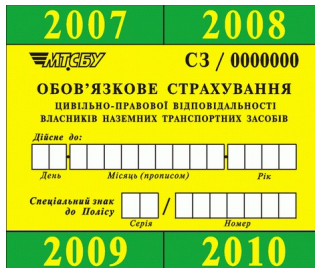 2007 2008
МТСБУ СЗ / 0000000
ОБОВ'ЯЗКОВЕ СТРАХУВАННЯ
ЦИВІЛЬНО-ПРАВОВОЇ ВІДПОВІДАЛЬНОСТІ
ВЛАСНИКІВ НАЗЕМНИХ ТРАНСПОРТНИХ ЗАСОБІВ
Дійсне до:
День Місяць (прописом) Рік
Спеціальний знак
до Полісу /
Серія Номер
2009 2010